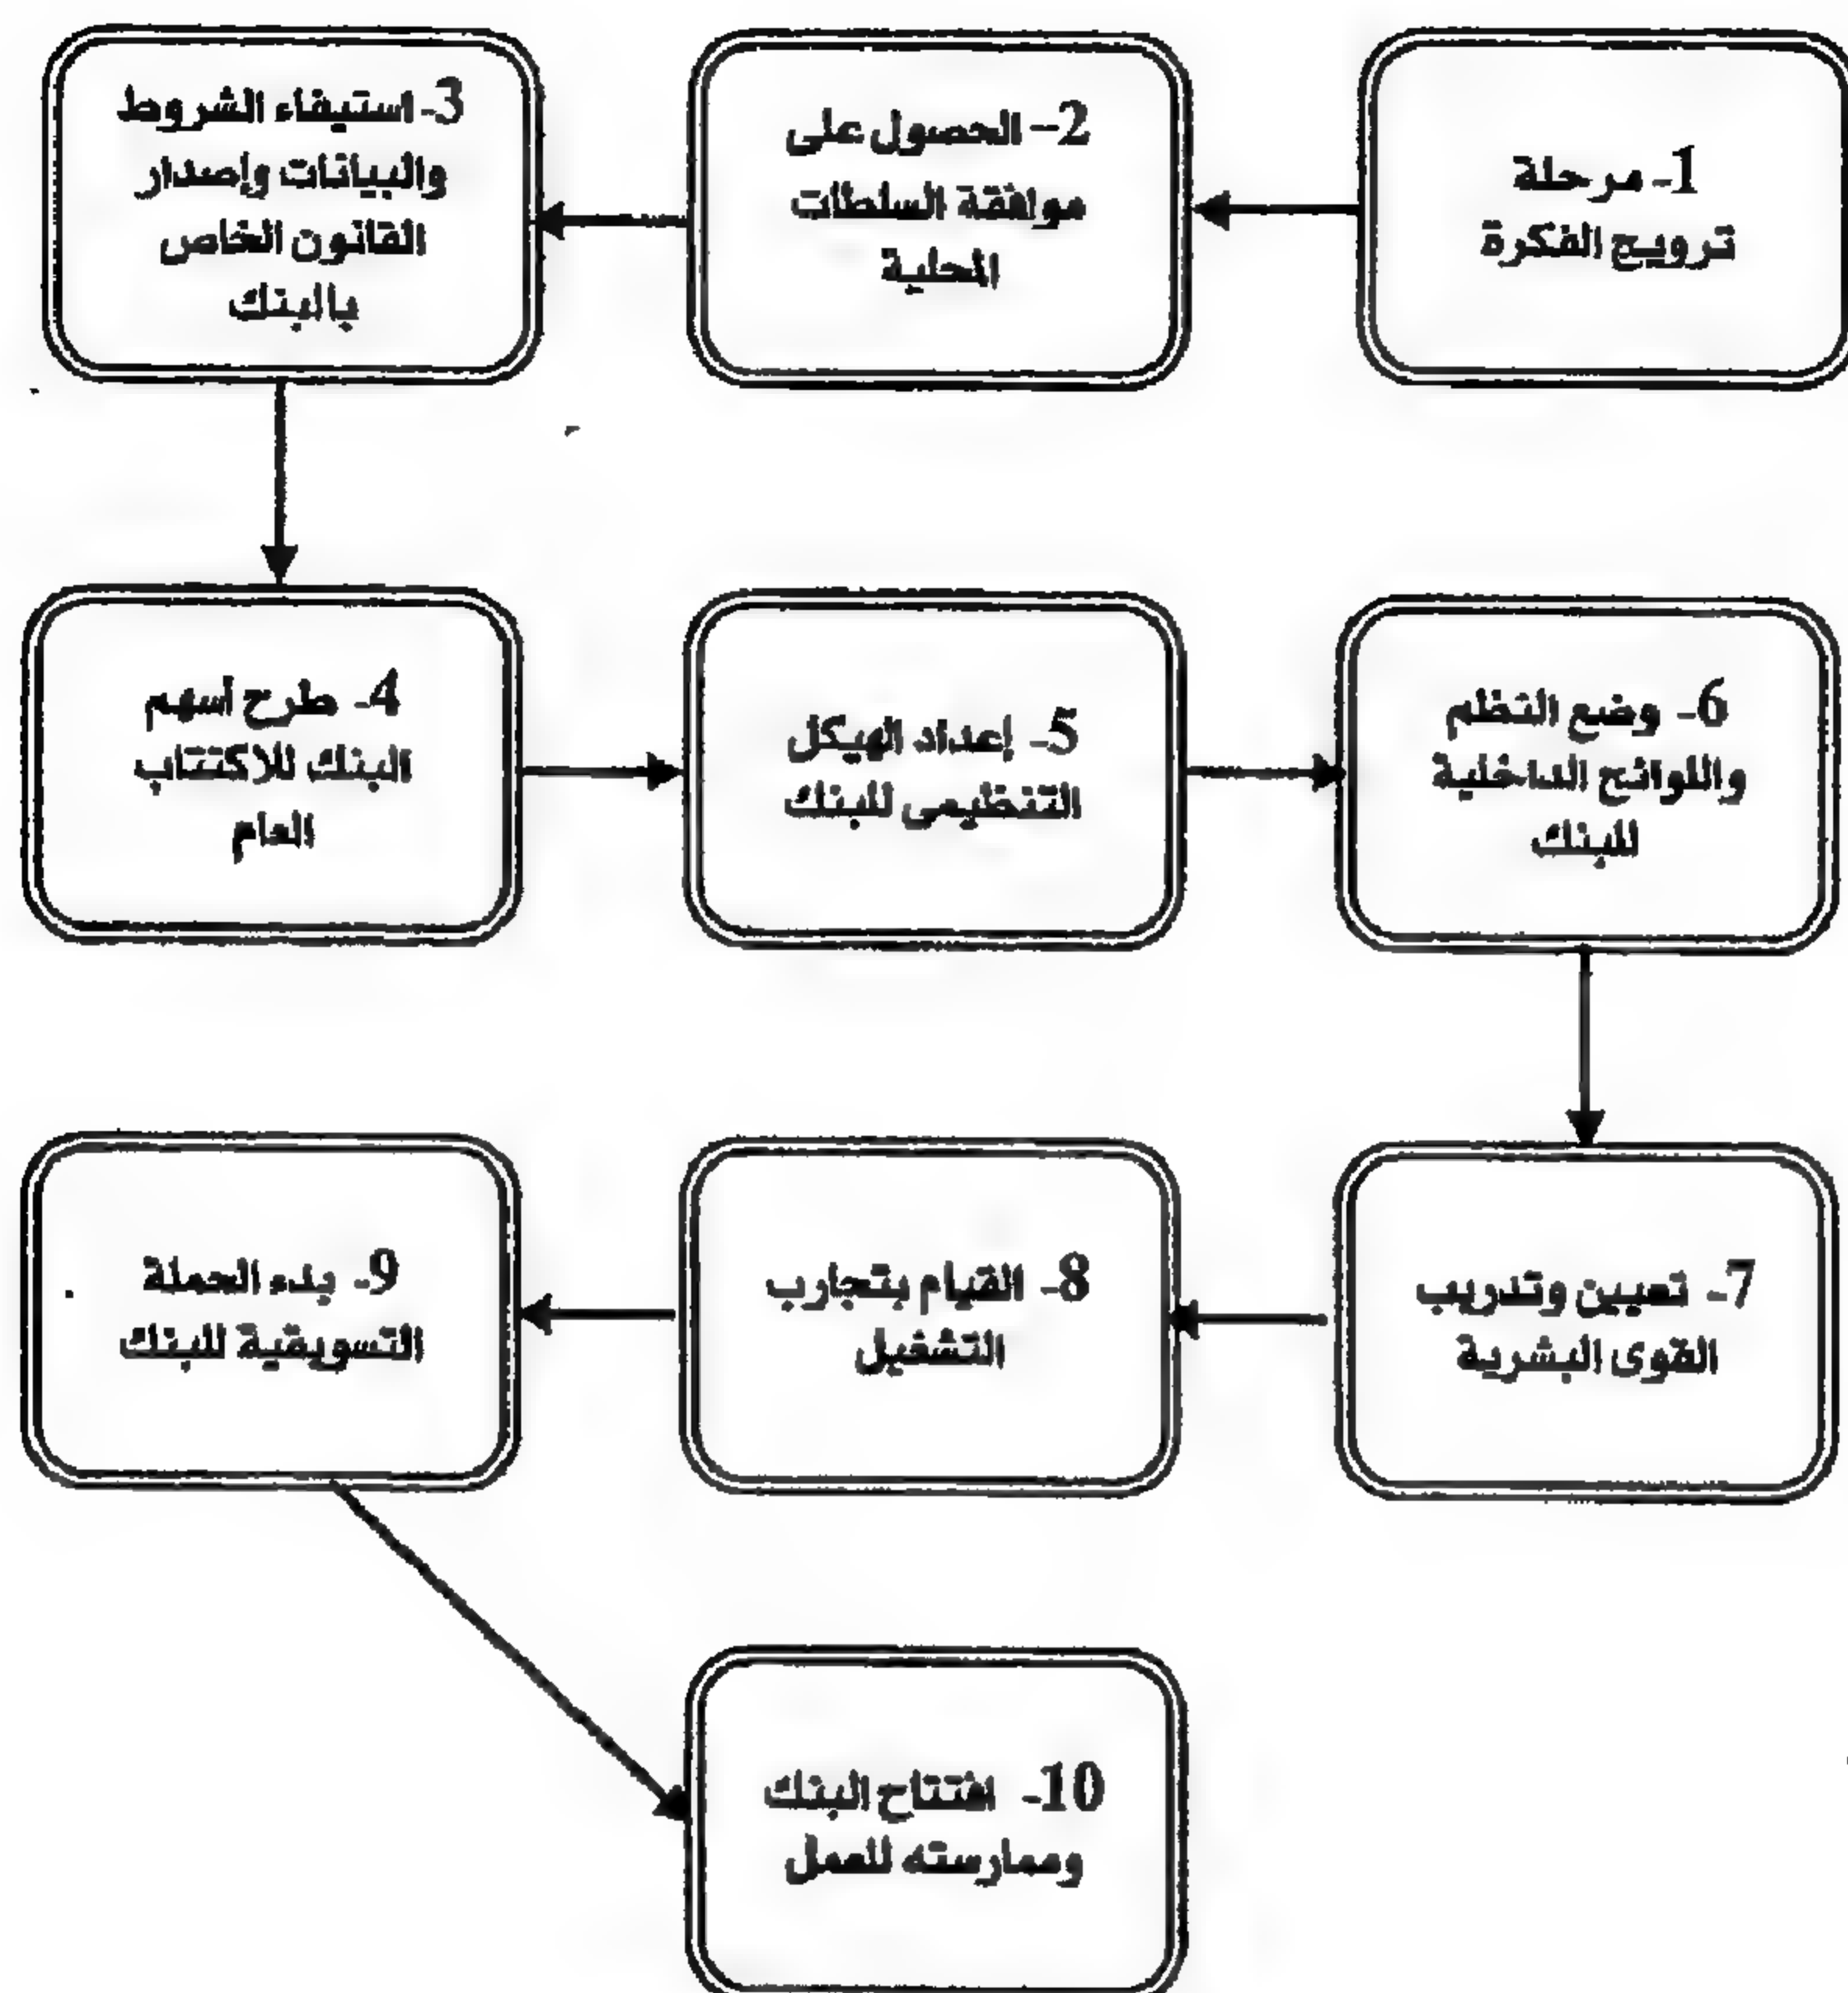 1- مرحلة
ترويج الفكرة
2- الحصول على
موافقة السلطات
المحلية
3- استيفاء الشروط
والبيانات وإصدار
القانون الخاص
بالبنك
4- طرح أسهم
البنك للاكتتاب
العام
5- إعداد الهيكل
التنظيمى للبنك
6- وضع النظم
واللوائح الداخلية
للبنك
7- تعيين وتدريب
القوى البشرية
8- القيام بتجارب
التشغيل
9- بدء الحملة
التسويقية للبنك
10- افتتاح البنك
وممارسته للعمل